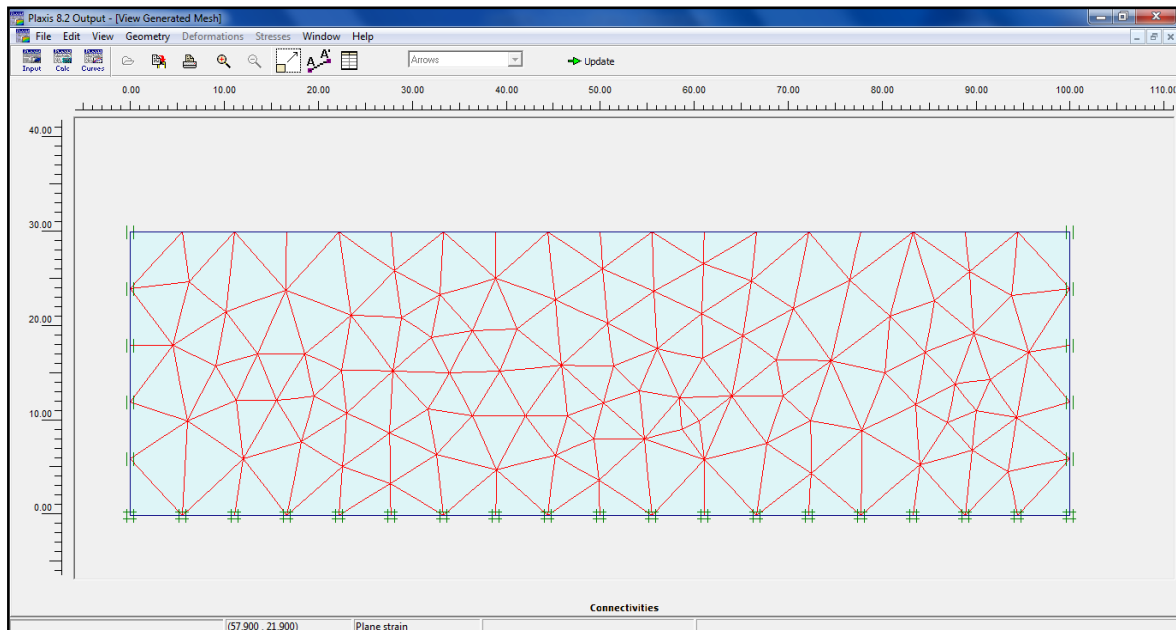 Plaxis 8.2 Output - [View Generated Mesh]
File Edit View Geometry Deformations Stresses Window Help
PLAXIS PLAXIS PLAXIS
Input Calc Curves A A' Arrows Update
0.00 10.00 20.00 30.00 40.00 50.00 60.00 70.00 80.00 90.00 100.00 110.00
40.00
30.00
20.00
10.00
0.00
Connectivities
(57.900 , 21.900) Plane strain